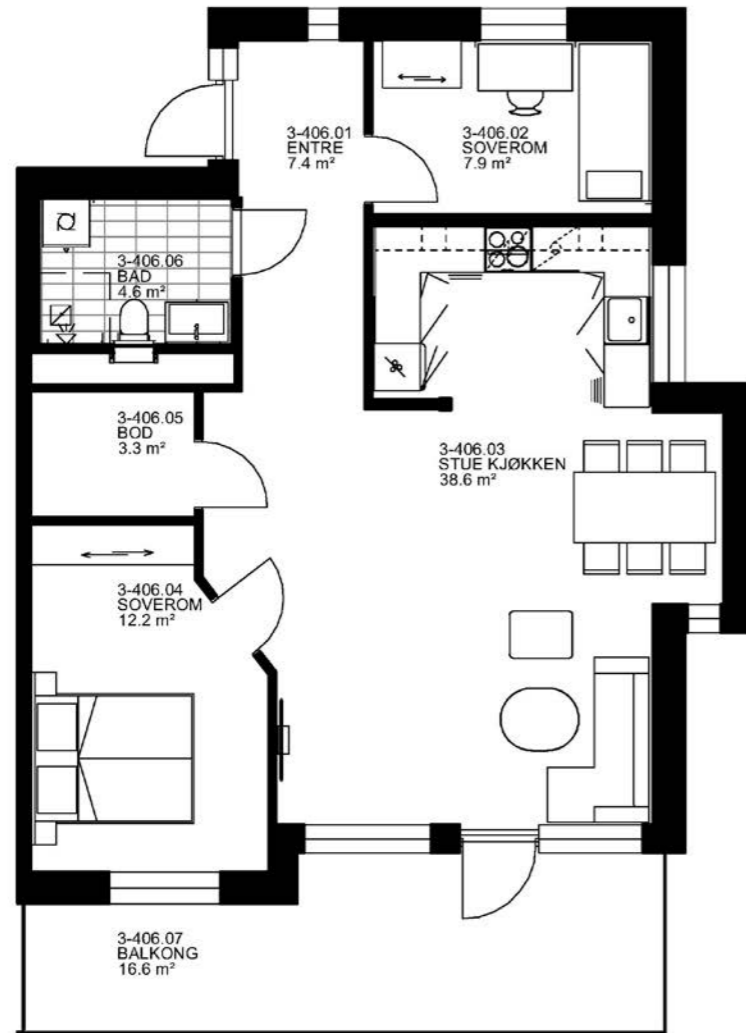 3-406.01
ENTRE
7.4 m²
3-406.02
SOVEROM
7.9 m²
3-406.06
BAD
4.6 m²
3-406.05
BOD
3.3 m²
3-406.03
STUE KJØKKEN
38.6 m²
3-406.04
SOVEROM
12.2 m²
3-406.07
BALKONG
16.6 m²